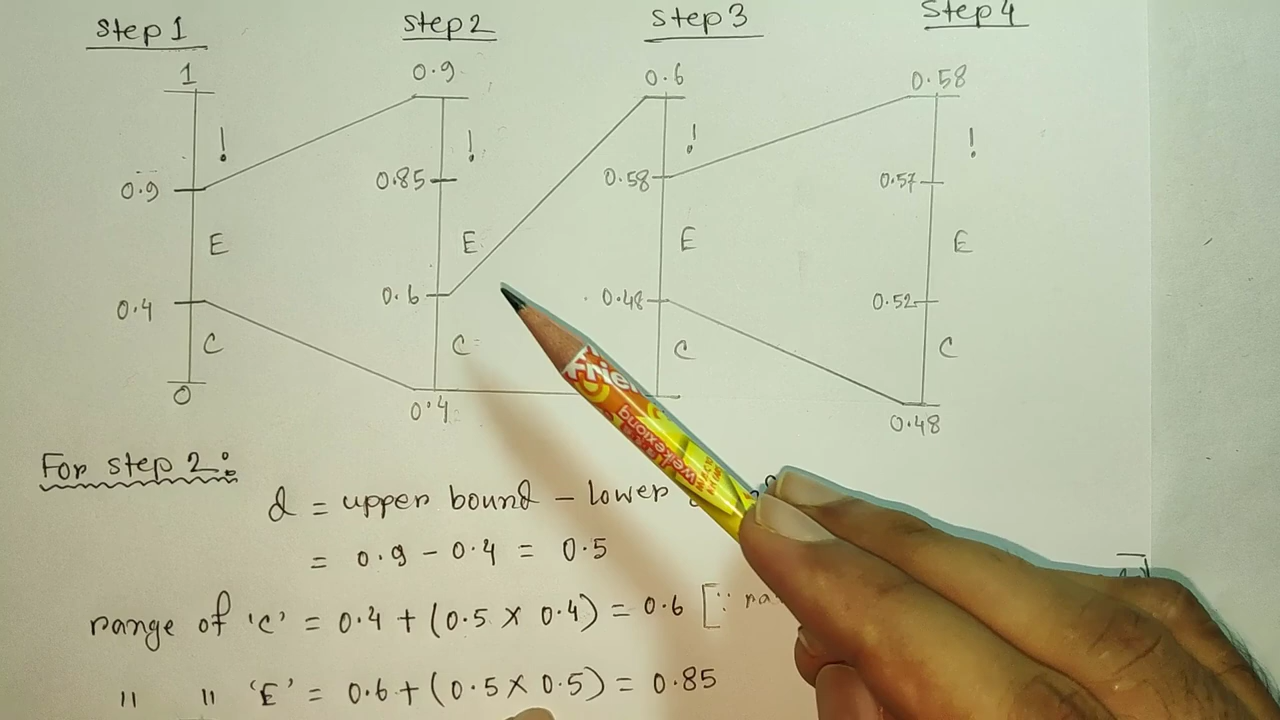 Step 1 Step 2 Step 3 Step 4
1 0.9 0.6 0.58
! ! ! !
0.9 0.85 0.58 0.57
E E E E
0.4 0.6 0.48 0.52
C C C C
0 0.4 0.48
For step 2:
d = upper bound - lower
= 0.9 - 0.4 = 0.5
range of 'C' = 0.4 + (0.5 × 0.4) = 0.6 [∵
" " 'E' = 0.6 + (0.5 × 0.5) = 0.85